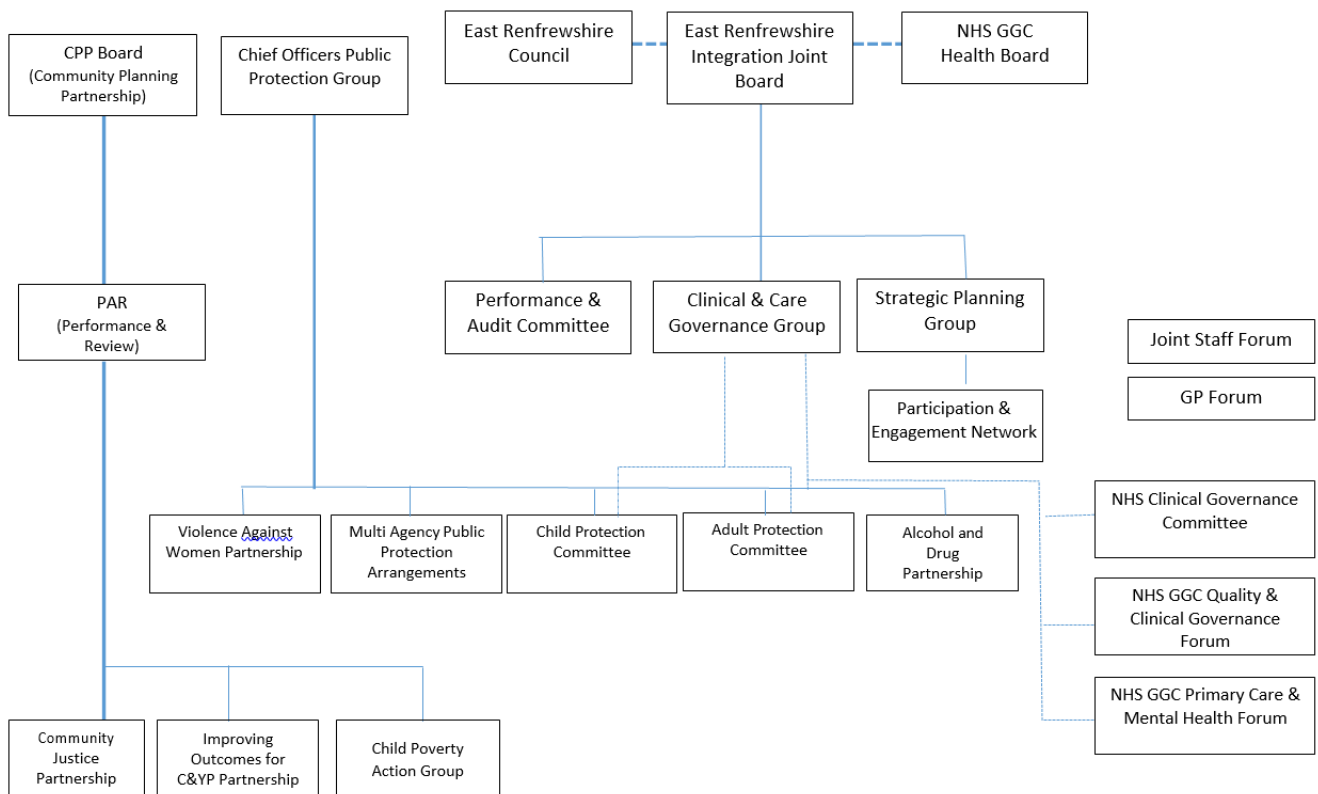 CPP Board
(Community Planning
Partnership)
Chief Officers Public
Protection Group
East Renfrewshire
Council
East Renfrewshire
Integration Joint
Board
NHS GGC
Health Board
PAR
(Performance &
Review)
Performance &
Audit Committee
Clinical & Care
Governance Group
Strategic Planning
Group
Joint Staff Forum
GP Forum
Participation &
Engagement Network
Violence Against
Women Partnership
Multi Agency Public
Protection
Arrangements
Child Protection
Committee
Adult Protection
Committee
Alcohol and
Drug
Partnership
NHS Clinical Governance
Committee
NHS GGC Quality &
Clinical Governance
Forum
NHS GGC Primary Care &
Mental Health Forum
Community
Justice
Partnership
Improving
Outcomes for
C&YP Partnership
Child Poverty
Action Group